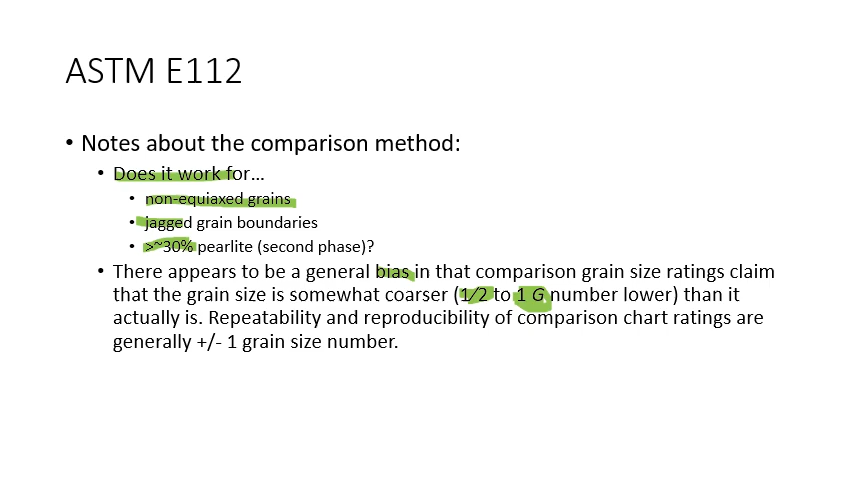 ASTM E112
• Notes about the comparison method:
• Does it work for…
• non-equiaxed grains
• jagged grain boundaries
• >~30% pearlite (second phase)?
• There appears to be a general bias in that comparison grain size ratings claim
that the grain size is somewhat coarser (1/2 to 1 G number lower) than it
actually is. Repeatability and reproducibility of comparison chart ratings are
generally +/- 1 grain size number.